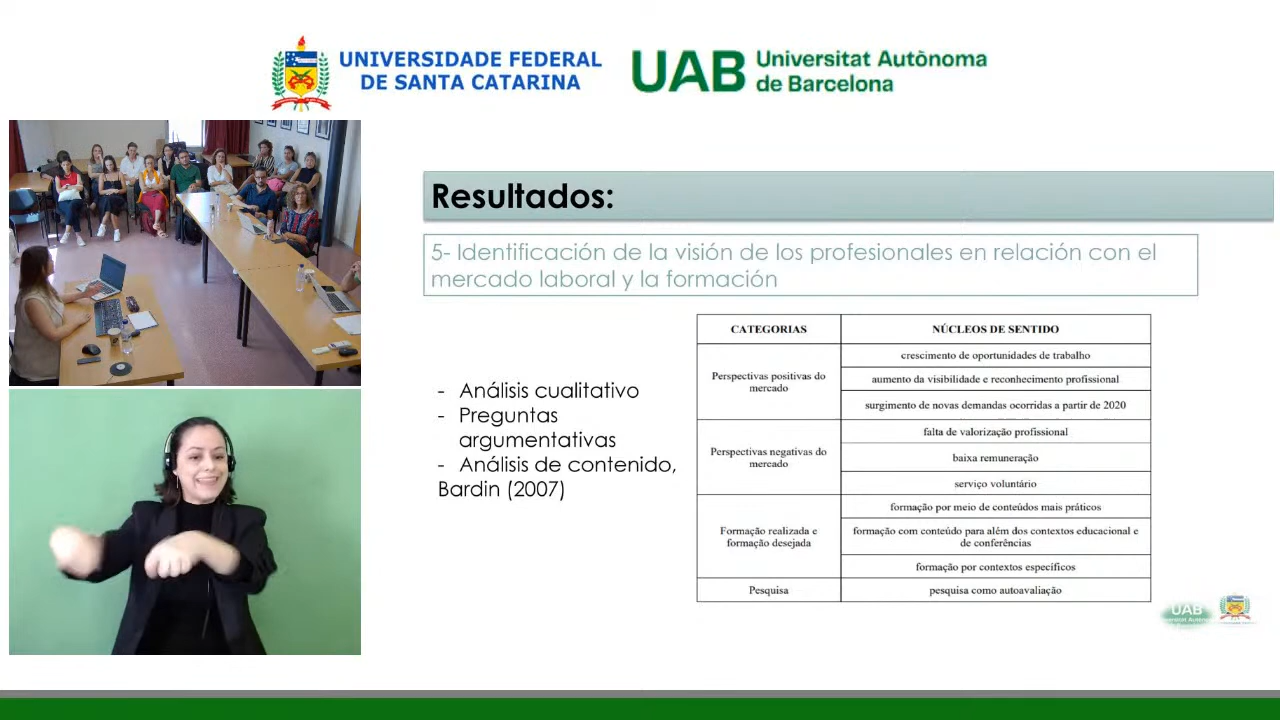 UNIVERSIDADE FEDERAL
DE SANTA CATARINA
UAB
Universitat Autònoma
de Barcelona
Resultados:
5- Identificación de la visión de los profesionales en relación con el
mercado laboral y la formación
- Análisis cualitativo
- Preguntas
argumentativas
- Análisis de contenido,
Bardin (2007)
CATEGORIAS
NÚCLEOS DE SENTIDO
Perspectivas positivas do
mercado
crescimento de oportunidades de trabalho
aumento da visibilidade e reconhecimento profissional
surgimento de novas demandas ocorridas a partir de 2020
Perspectivas negativas do
mercado
falta de valorização profissional
baixa remuneração
serviço voluntário
Formação realizada e
formação desejada
formação por meio de conteúdos mais práticos
formação com conteúdo para além dos contextos educacional e
de conferências
formação por contextos específicos
Pesquisa
pesquisa como autoavaliação
UAB